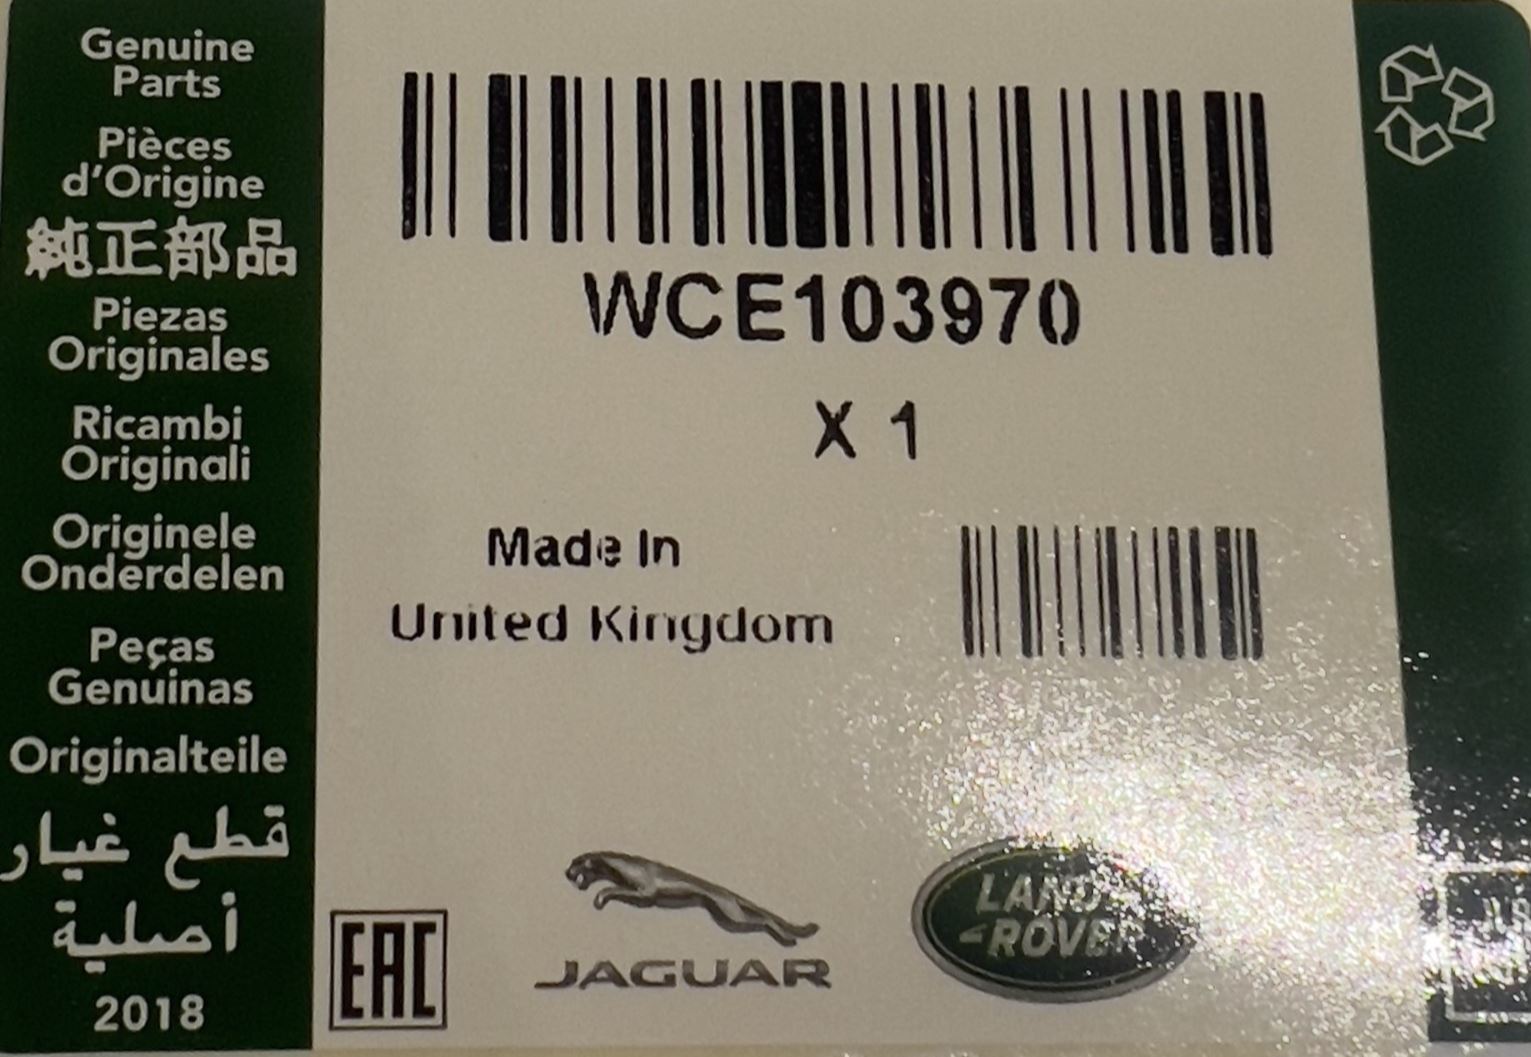 Genuine
Parts
Pièces
d'Origine
純正部品
Piezas
Originales
Ricambi
Originali
Originele
Onderdelen
Peças
Genuinas
Originalteile
قطع غيار
أصلية
2018
WCE103970
X 1
Made In
United Kingdom
EAC
JAGUAR
LAND
ROVER